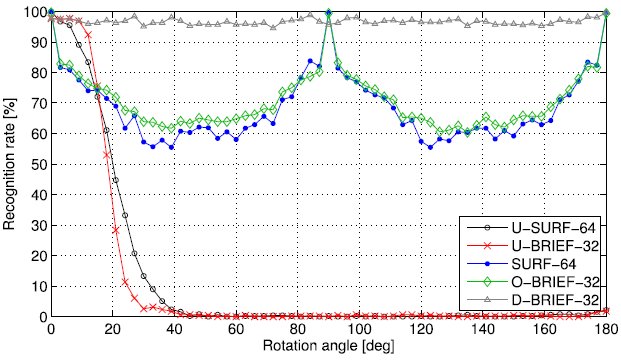 100
90
80
70
60
50
40
30
20
10
0
Recognition rate [%]
0 20 40 60 80 100 120 140 160 180
Rotation angle [deg]
U-SURF-64
U-BRIEF-32
SURF-64
O-BRIEF-32
D-BRIEF-32